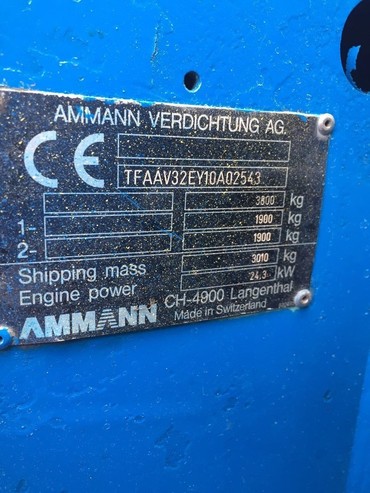 AMMANN VERDICHTUNG AG.
CE
TFAAV32EY10A02543
3800 kg
1- 1900 kg
2- 1900 kg
Shipping mass 3010 kg
Engine power 24.3 kW
AMMANN CH-4900 Langenthal
Made in Switzerland